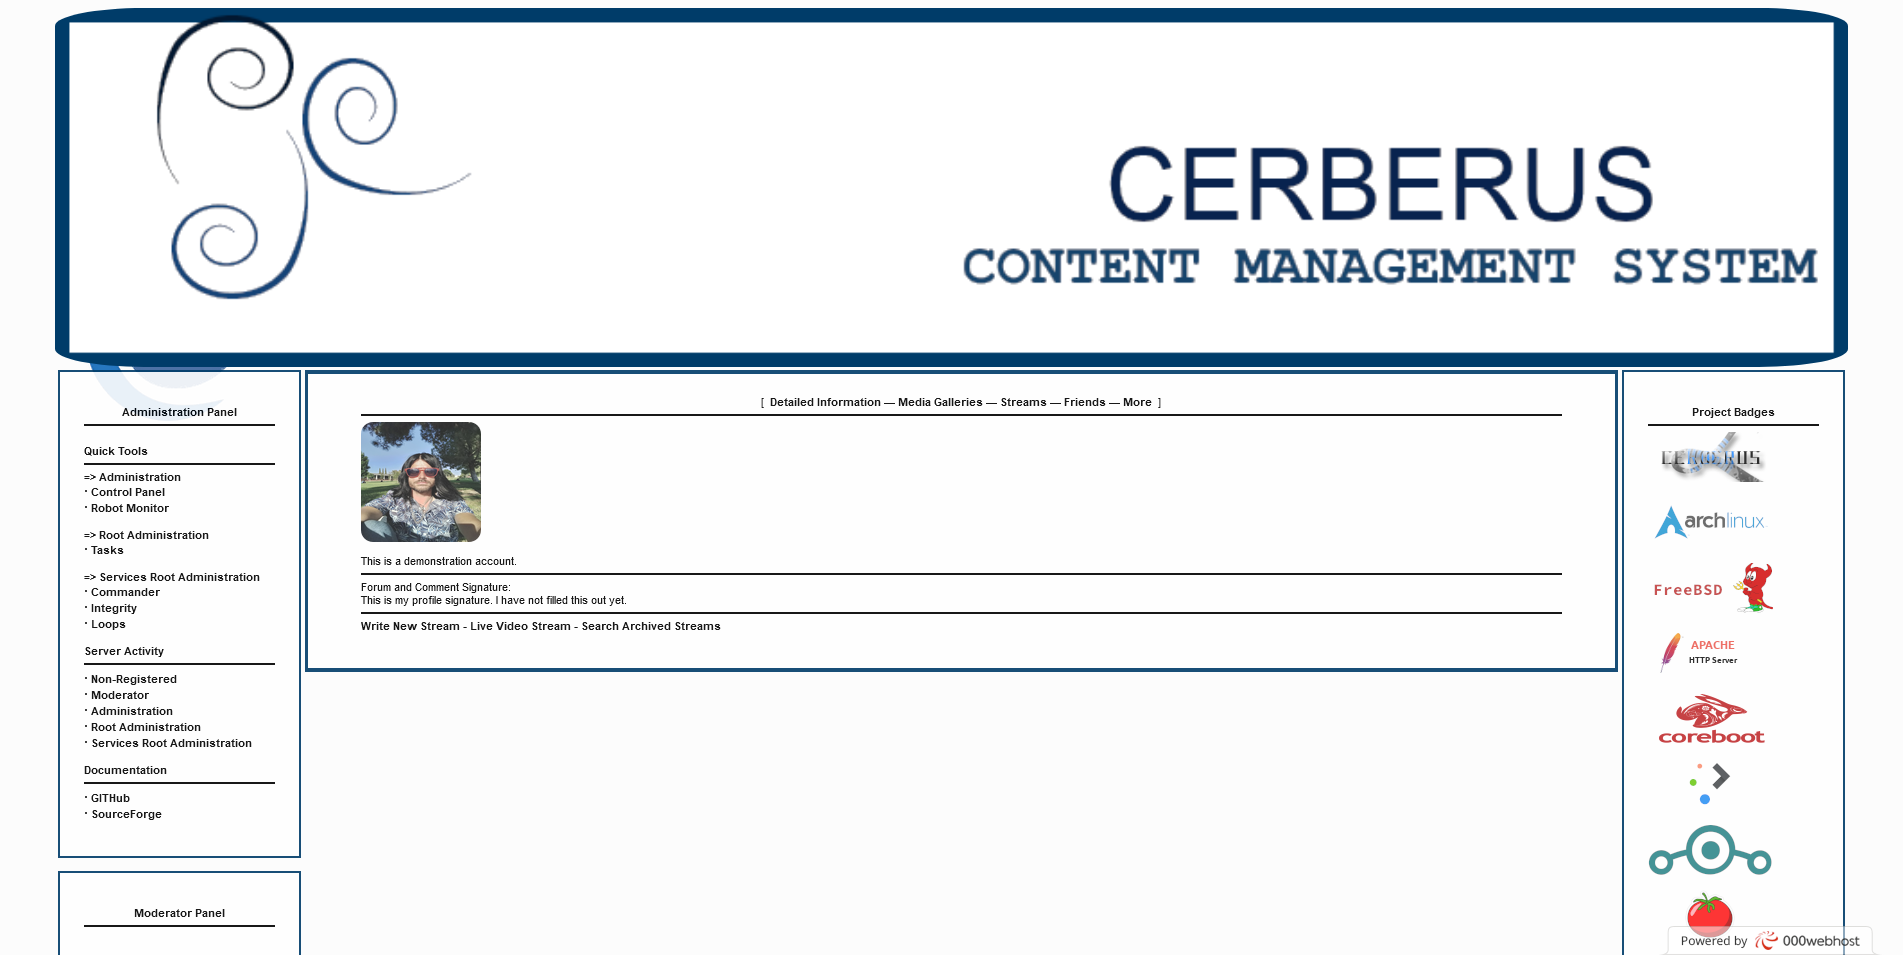 CERBERUS
CONTENT MANAGEMENT SYSTEM
Administration Panel
Quick Tools
=> Administration
· Control Panel
· Robot Monitor
=> Root Administration
· Tasks
=> Services Root Administration
· Commander
· Integrity
· Loops
Server Activity
· Non-Registered
· Moderator
· Administration
· Root Administration
· Services Root Administration
Documentation
· GITHub
· SourceForge
Moderator Panel
[ Detailed Information — Media Galleries — Streams — Friends — More ]
This is a demonstration account.
Forum and Comment Signature:
This is my profile signature. I have not filled this out yet.
Write New Stream - Live Video Stream - Search Archived Streams
Project Badges
CERBERUS
archlinux
FreeBSD
APACHE
HTTP Server
coreboot
Powered by 000webhost